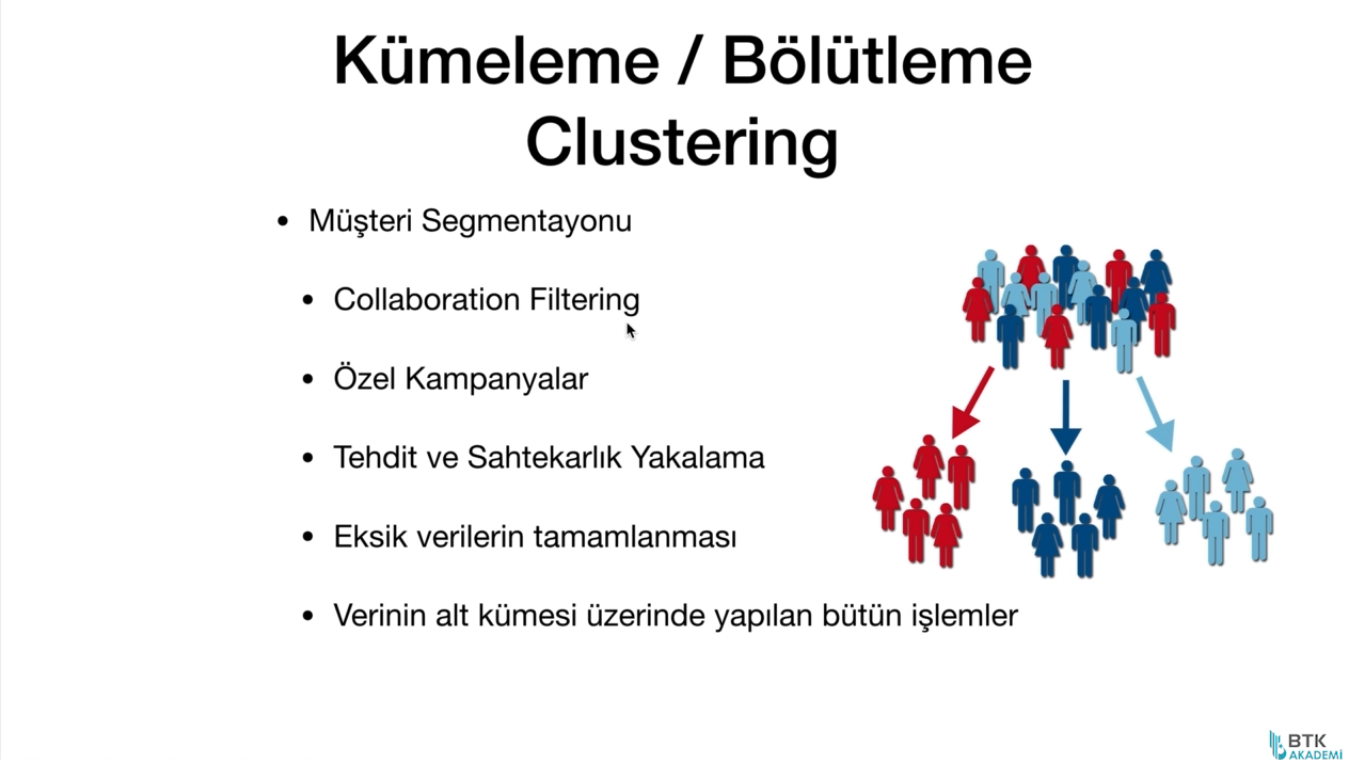 Kümeleme / Bölütleme
Clustering
• Müşteri Segmentayonu
• Collaboration Filtering
• Özel Kampanyalar
• Tehdit ve Sahtekarlık Yakalama
• Eksik verilerin tamamlanması
• Verinin alt kümesi üzerinde yapılan bütün işlemler
BTK
AKADEMİ